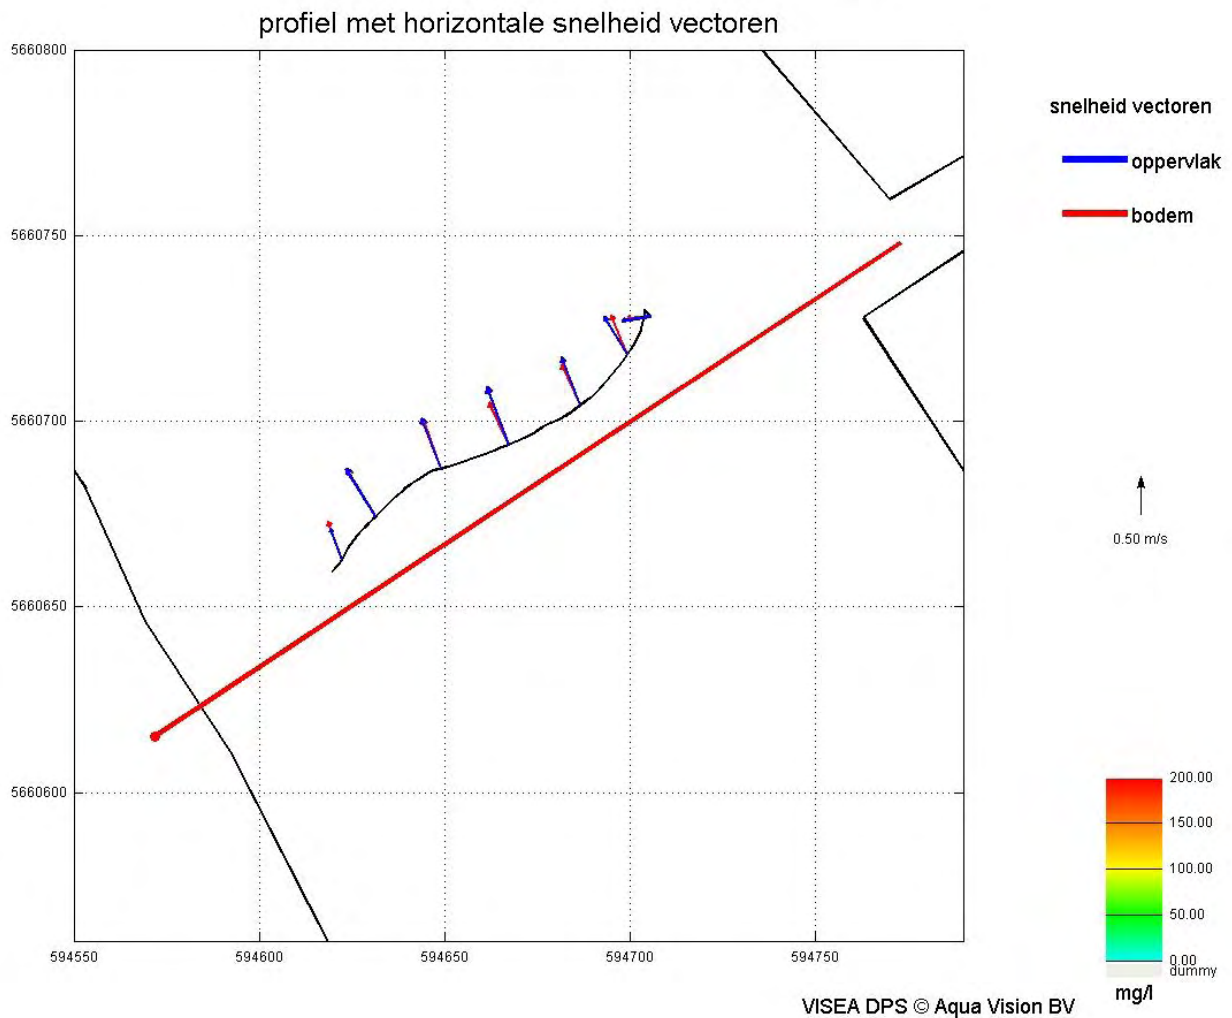 profiel met horizontale snelheid vectoren
5660800
5660750
5660700
5660650
5660600
594550
594600
594650
594700
594750
snelheid vectoren
oppervlak
bodem
0.50 m/s
200.00
150.00
100.00
50.00
0.00
dummy
mg/l
VISEA DPS © Aqua Vision BV